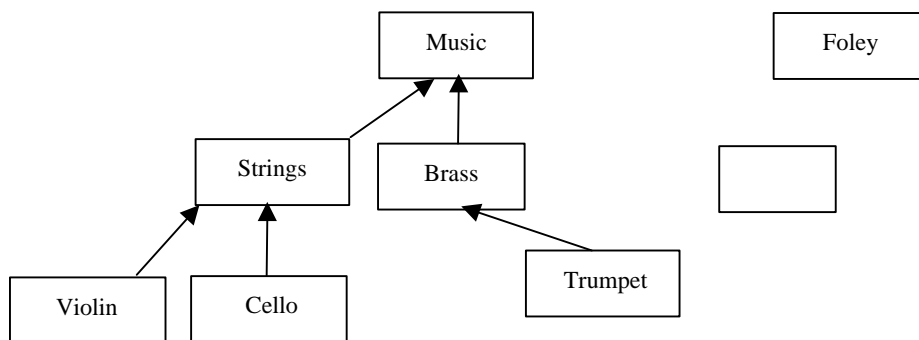 Music
Foley
Strings
Brass
Trumpet
Violin
Cello